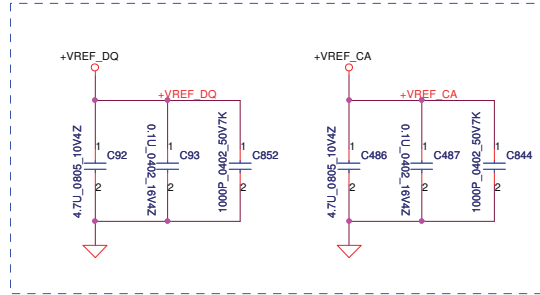 +VREF_DQ
+VREF_DQ
1
C92
2
4.7U_0805_10V4Z
1
C93
2
0.1U_0402_16V4Z
1
C852
2
1000P_0402_50V7K
+VREF_CA
+VREF_CA
1
C486
2
4.7U_0805_10V4Z
1
C487
2
0.1U_0402_16V4Z
1
C844
2
1000P_0402_50V7K